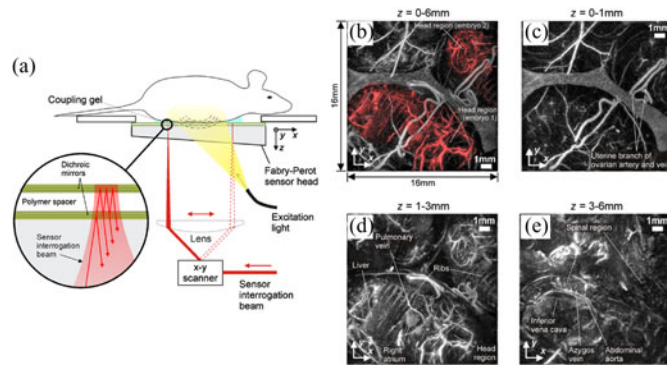 (a)
Coupling gel
y
x
z
Fabry-Perot
sensor head
Dichroic
mirrors
Polymer spacer
Sensor
interrogation
beam
Lens
Excitation
light
x-y
scanner
Sensor
interrogation
beam
z = 0-6mm
(b)
Head region (embryo 2)
Head region
(embryo 1)
16mm
16mm
1mm
y
x
z = 0-1mm
(c)
1mm
Uterine branch of
ovarian artery and vein
y
x
z = 1-3mm
(d)
1mm
Pulmonary
vein
Liver
Ribs
Right
atrium
Head
region
y
x
z = 3-6mm
(e)
1mm
Spinal region
Inferior
vena cava
Azygos
vein
Abdominal
aorta
y
x